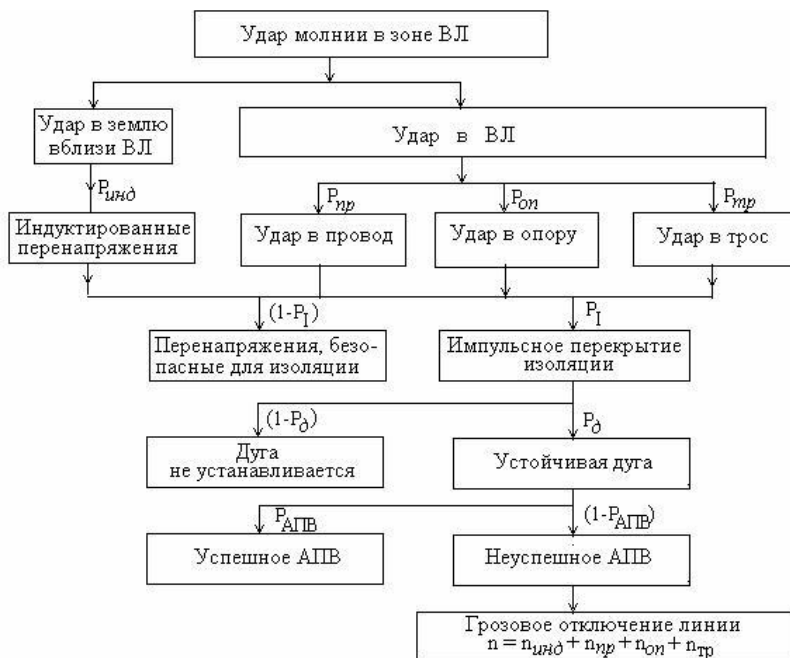 Удар молнии в зоне ВЛ
Удар в землю
вблизи ВЛ
Удар в ВЛ
Pинд
Pпр
Pоп
Pтр
Индуктированные
перенапряжения
Удар в провод
Удар в опору
Удар в трос
(1-PI)
PI
Перенапряжения, безо-
пасные для изоляции
Импульсное перекрытие
изоляции
(1-Pд)
Pд
Дуга
не устанавливается
Устойчивая дуга
PАПВ
(1-PАПВ)
Успешное АПВ
Неуспешное АПВ
Грозовое отключение линии
n = nинд + nпр + nоп + nтр